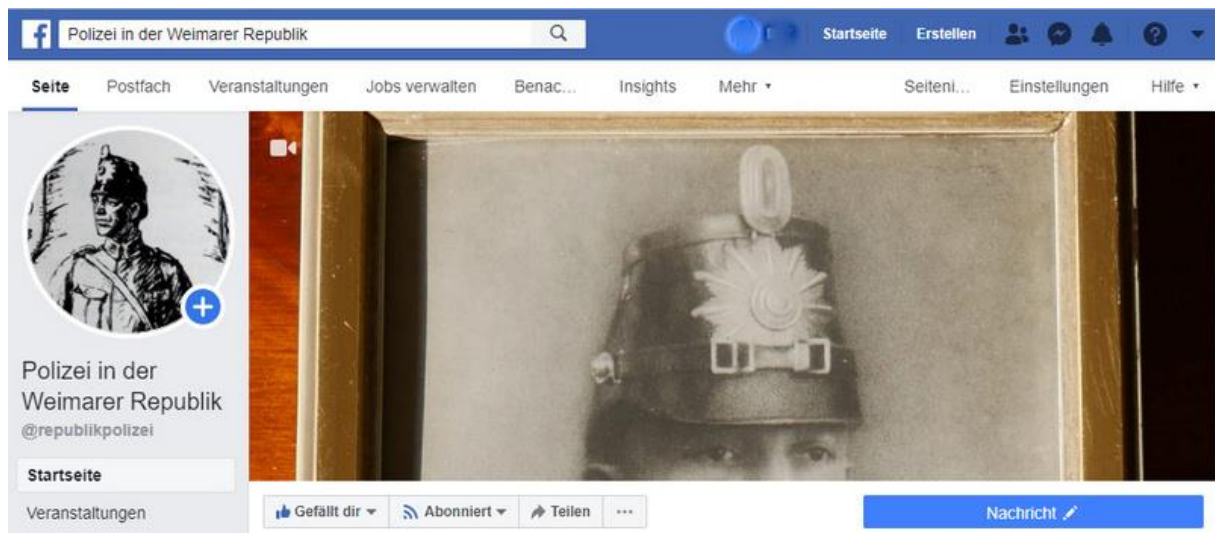 f Polizei in der Weimarer Republik Startseite Erstellen
Seite Postfach Veranstaltungen Jobs verwalten Benac... Insights Mehr Seiteni... Einstellungen Hilfe
Polizei in der
Weimarer Republik
@republikpolizei
Startseite
Veranstaltungen
Gefällt dir Abonniert Teilen ... Nachricht